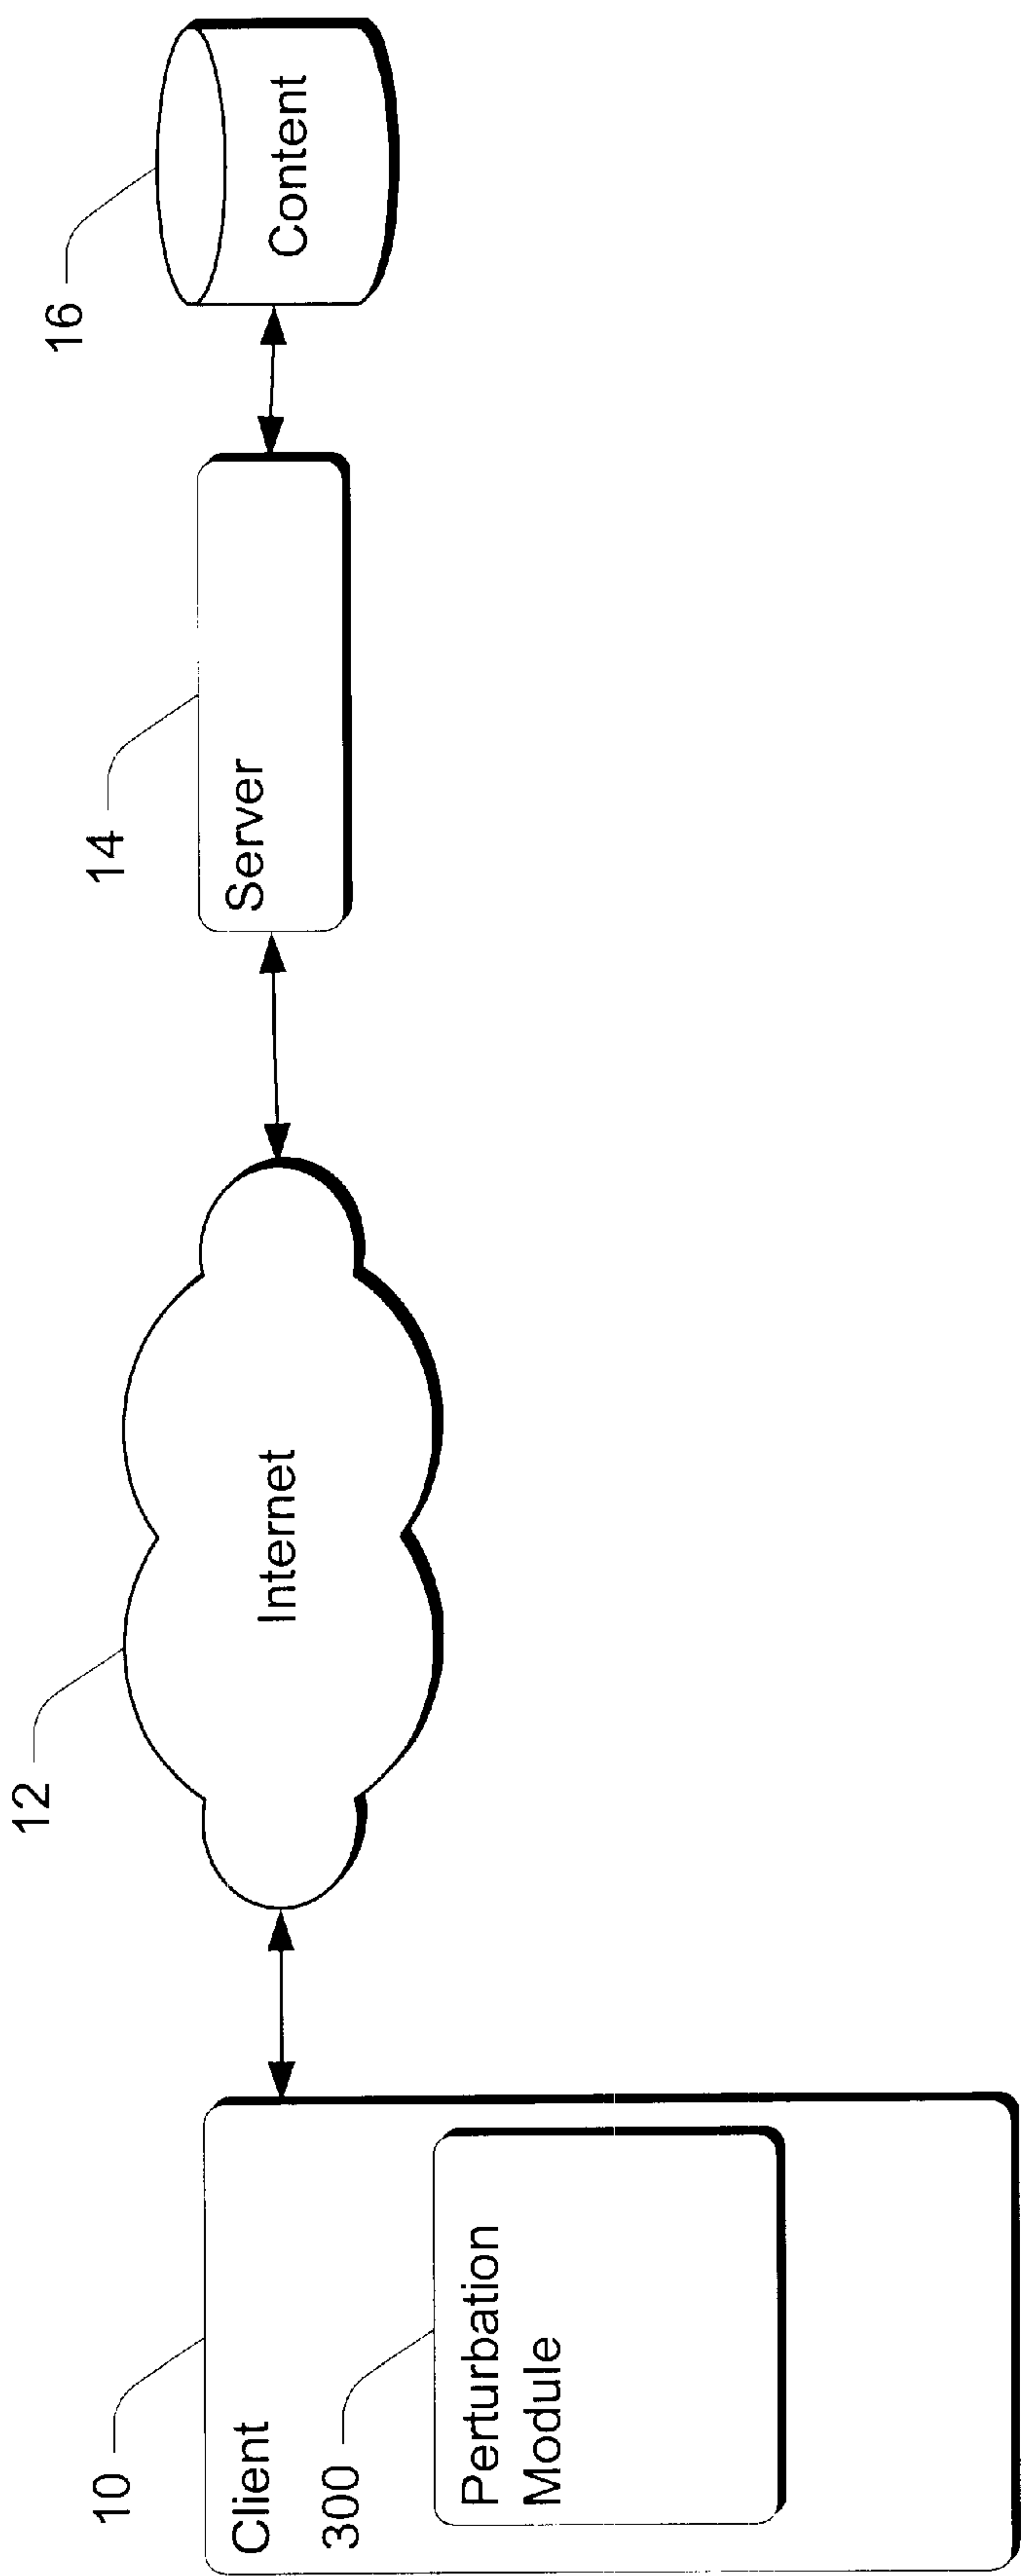 10
Client
300
Perturbation
Module
12
Internet
14
Server
16
Content